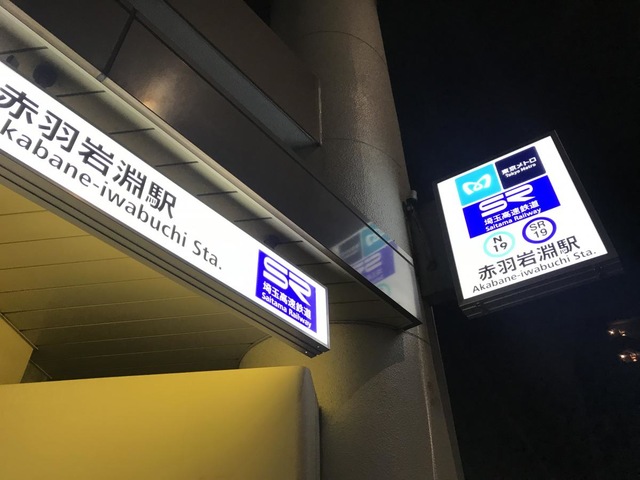 赤羽岩淵駅
kabane-iwabuchi Sta.
SR
埼玉高速鉄道
Saitama Railway
東京メトロ
Tokyo Metro
SR
埼玉高速鉄道
Saitama Railway
N
19
SR
19
赤羽岩淵駅
Akabane-iwabuchi Sta.